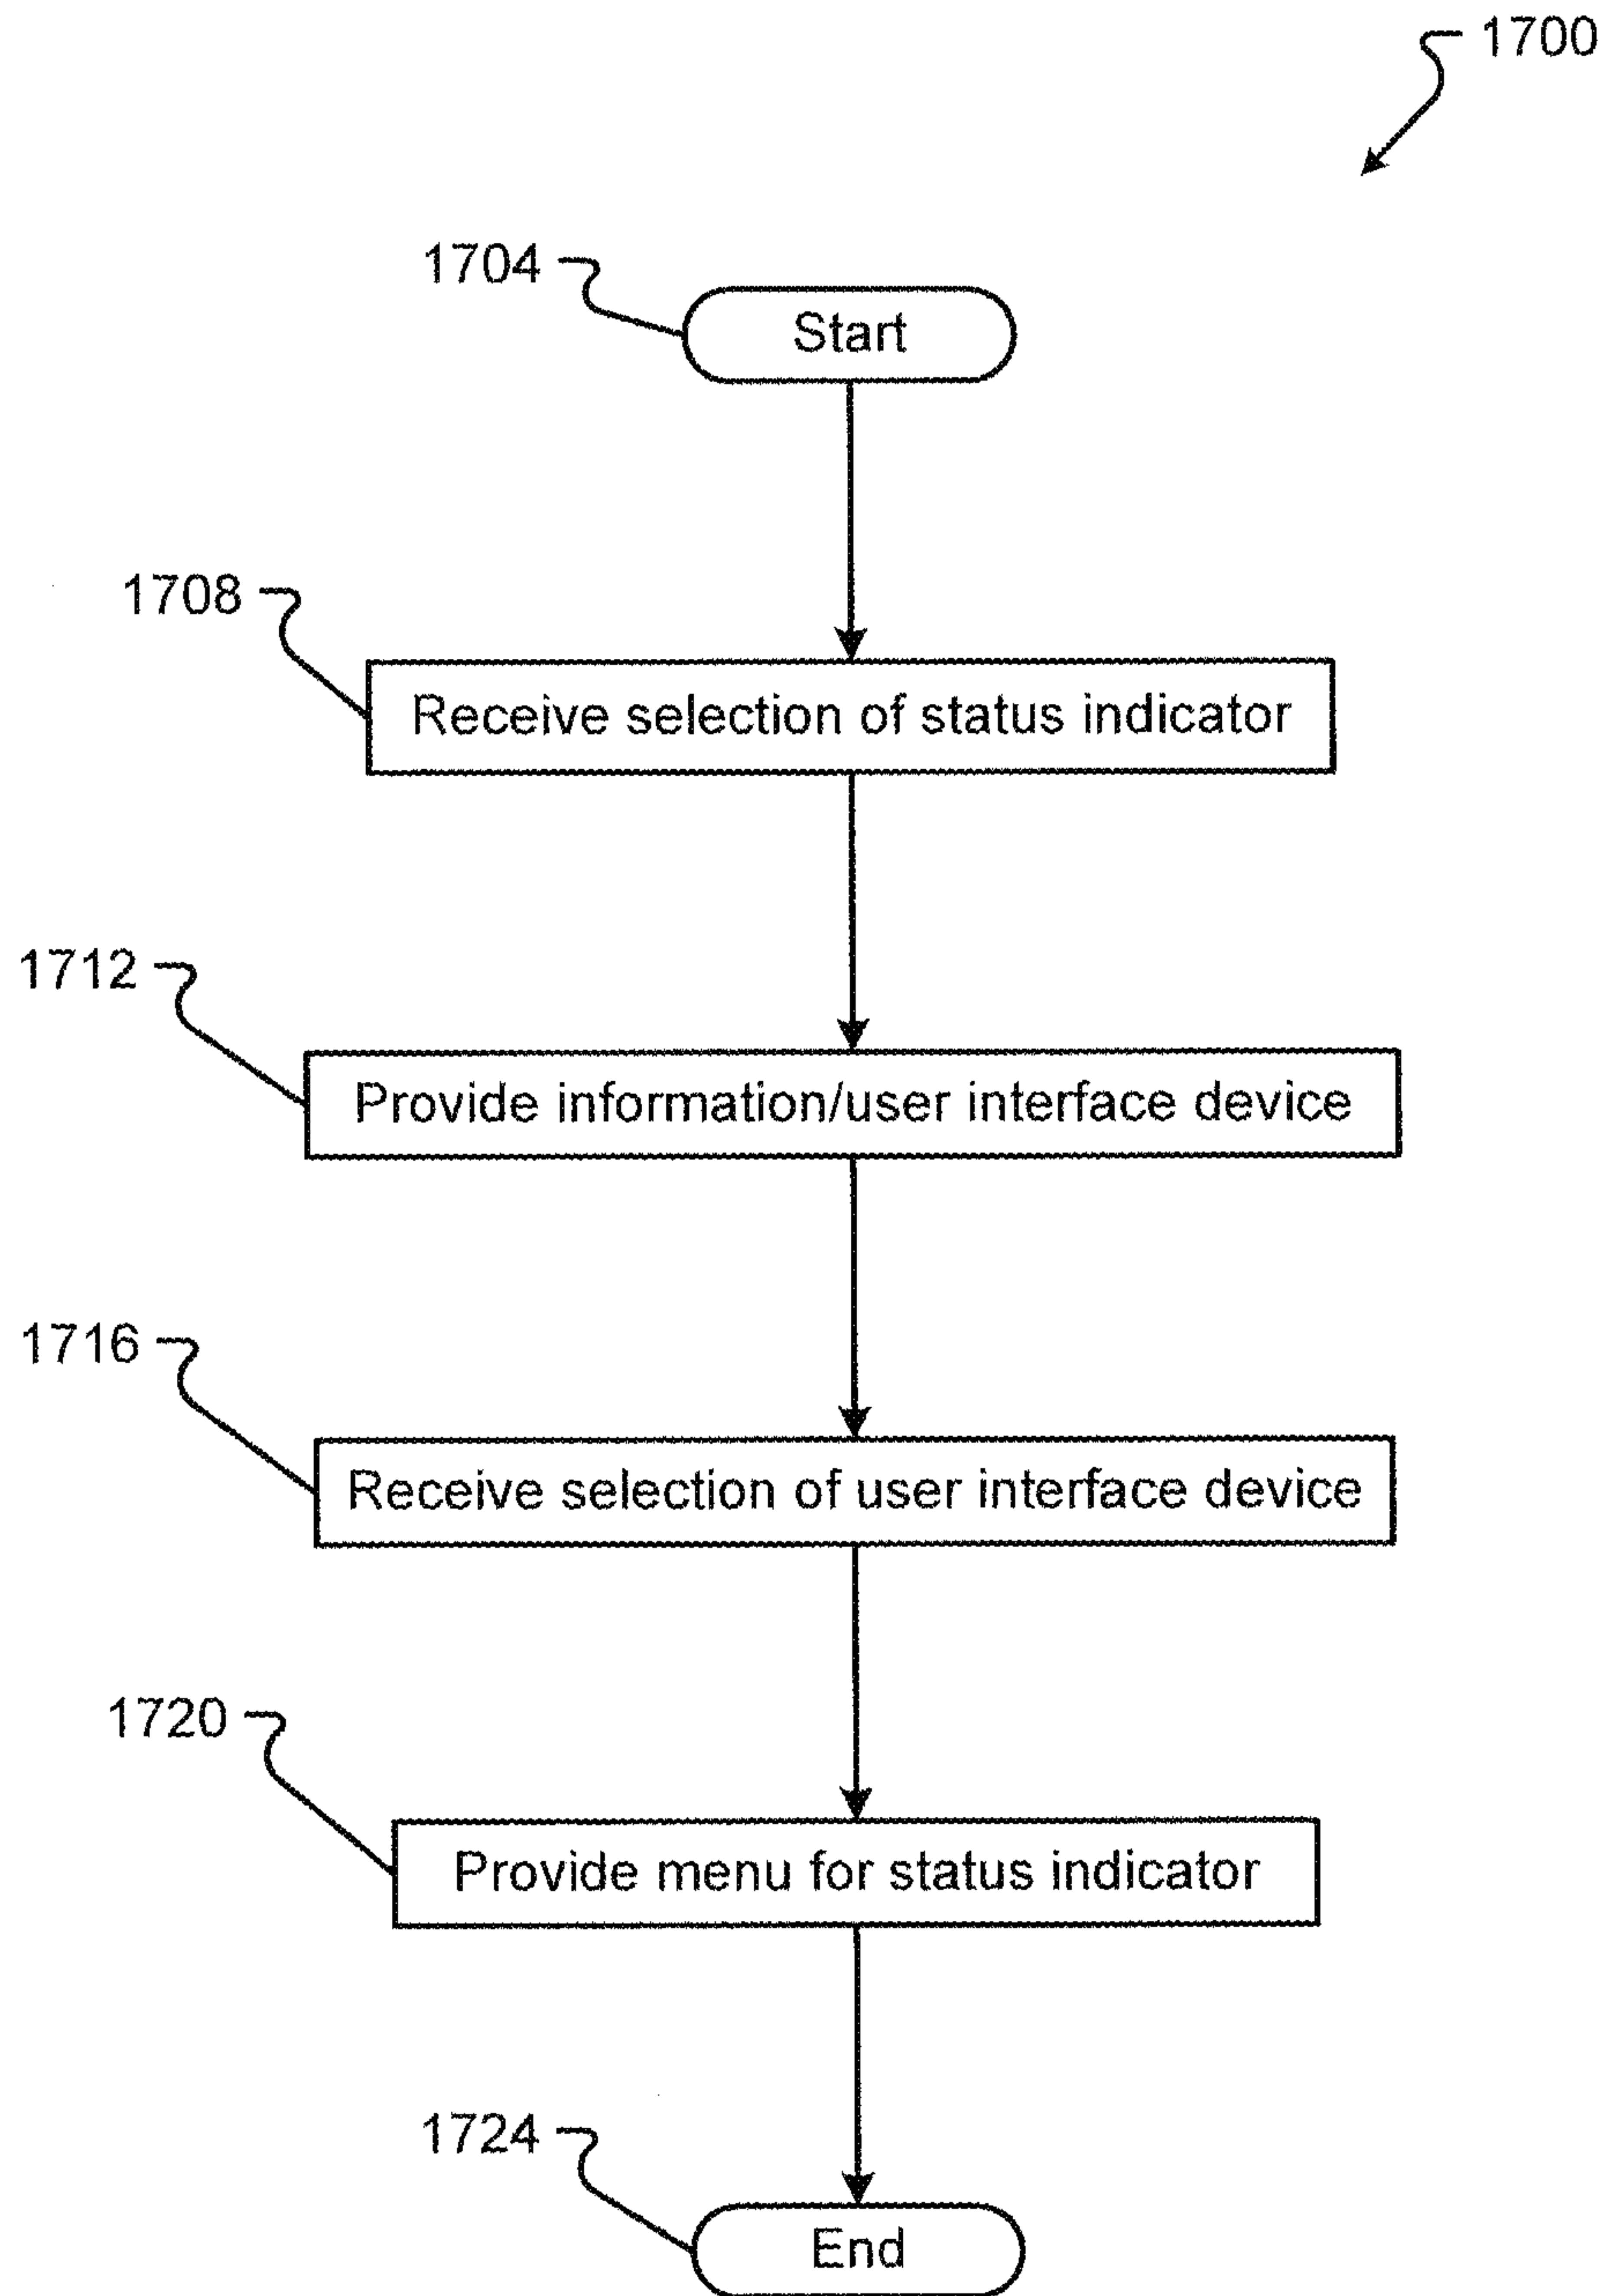 1700
1704
Start
1708
Receive selection of status indicator
1712
Provide information/user interface device
1716
Receive selection of user interface device
1720
Provide menu for status indicator
1724
End